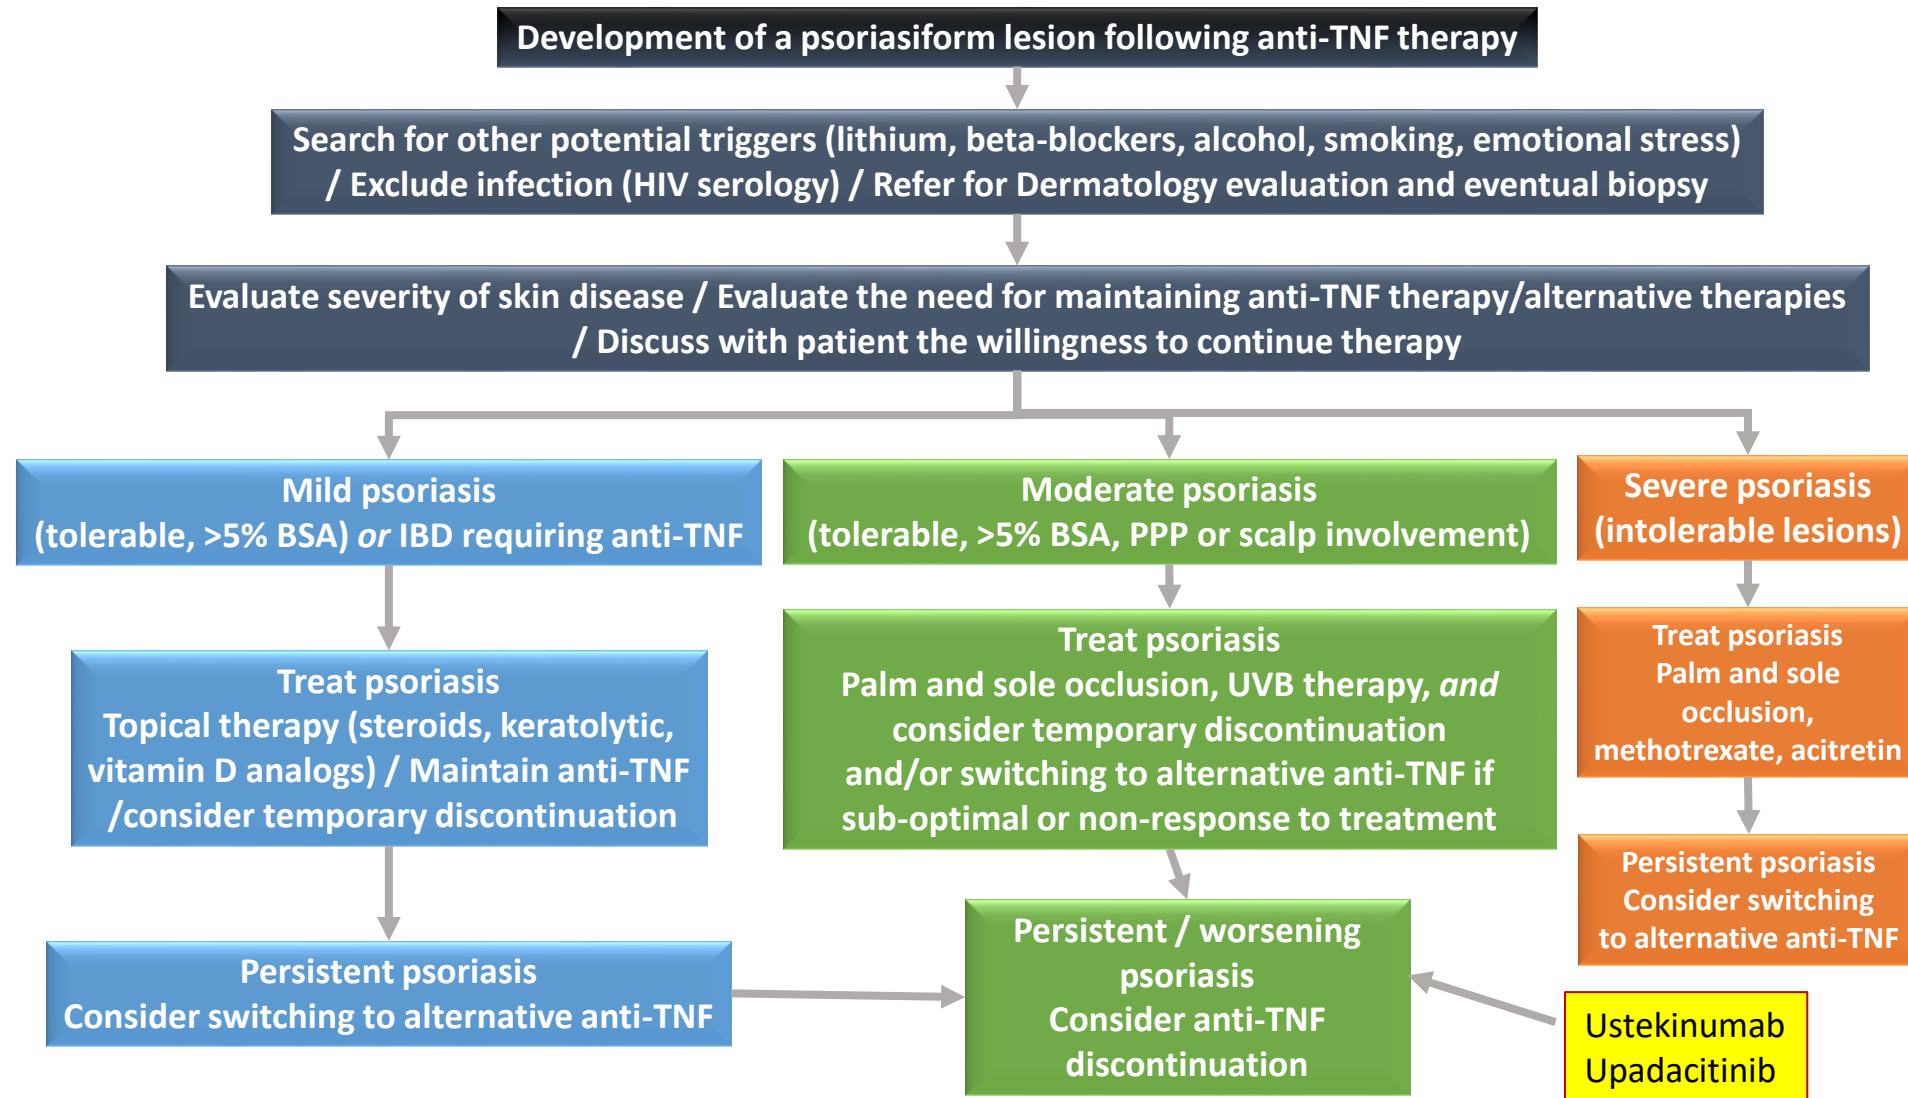 Development of a psoriasiform lesion following anti-TNF therapy
Search for other potential triggers (lithium, beta-blockers, alcohol, smoking, emotional stress)
/ Exclude infection (HIV serology) / Refer for Dermatology evaluation and eventual biopsy
Evaluate severity of skin disease / Evaluate the need for maintaining anti-TNF therapy/alternative therapies
/ Discuss with patient the willingness to continue therapy
Mild psoriasis
(tolerable, >5% BSA) or IBD requiring anti-TNF
Moderate psoriasis
(tolerable, >5% BSA, PPP or scalp involvement)
Severe psoriasis
(intolerable lesions)
Treat psoriasis
Topical therapy (steroids, keratolytic,
vitamin D analogs) / Maintain anti-TNF
/consider temporary discontinuation
Treat psoriasis
Palm and sole occlusion, UVB therapy, and
consider temporary discontinuation
and/or switching to alternative anti-TNF if
sub-optimal or non-response to treatment
Treat psoriasis
Palm and sole
occlusion,
methotrexate, acitretin
Persistent psoriasis
Consider switching to alternative anti-TNF
Persistent / worsening
psoriasis
Consider anti-TNF
discontinuation
Persistent psoriasis
Consider switching
to alternative anti-TNF
Ustekinumab
Upadacitinib